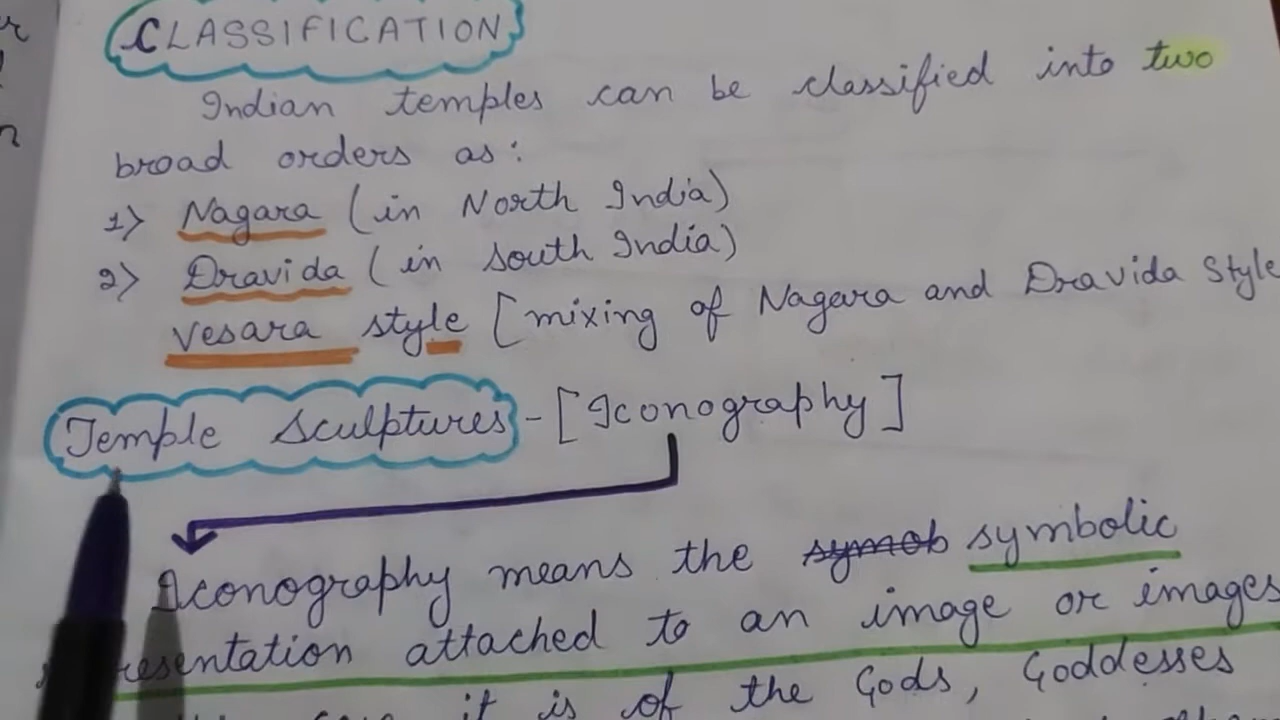 CLASSIFICATION
Indian temples can be classified into two
broad orders as:
1) Nagara (in North India)
2) Dravida (in south India)
Vesara style [mixing of Nagara and Dravida Style
Temple Sculptures - [Iconography]
Iconography means the symob symbolic
resentation attached to an image or images
it is of the Gods, Goddesses